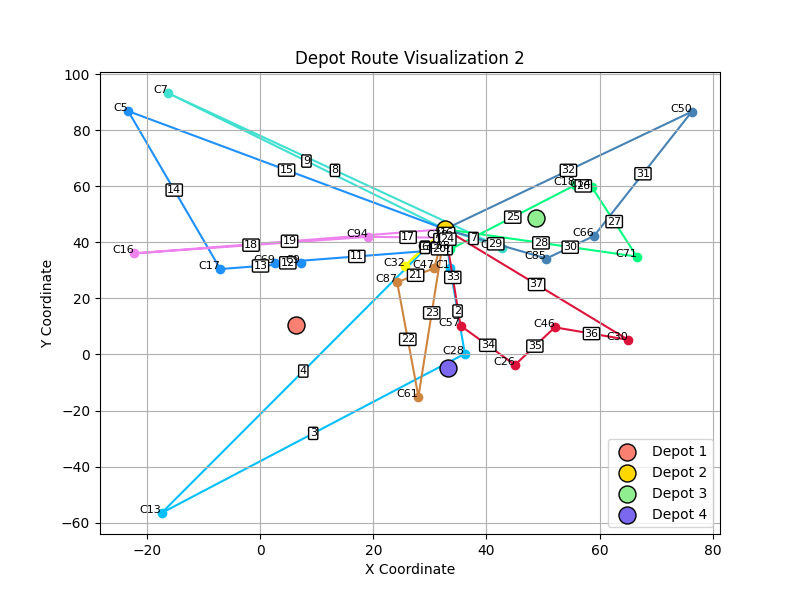 Depot Route Visualization 2
Y Coordinate
100
80
60
40
20
0
−20
−40
−60
C7
C5
C50
9
8
15
32
31
14
C18
25
27
C94
17
7
29
28
30
C66
C85
C71
C16
18
19
11
C69
13
12
C17
C32
C47
C1
C87
21
33
37
23
2
C57
C46
36
C30
22
34
35
C28
C26
4
C61
3
C13
Depot 1
Depot 2
Depot 3
Depot 4
−20
0
20
40
60
80
X Coordinate